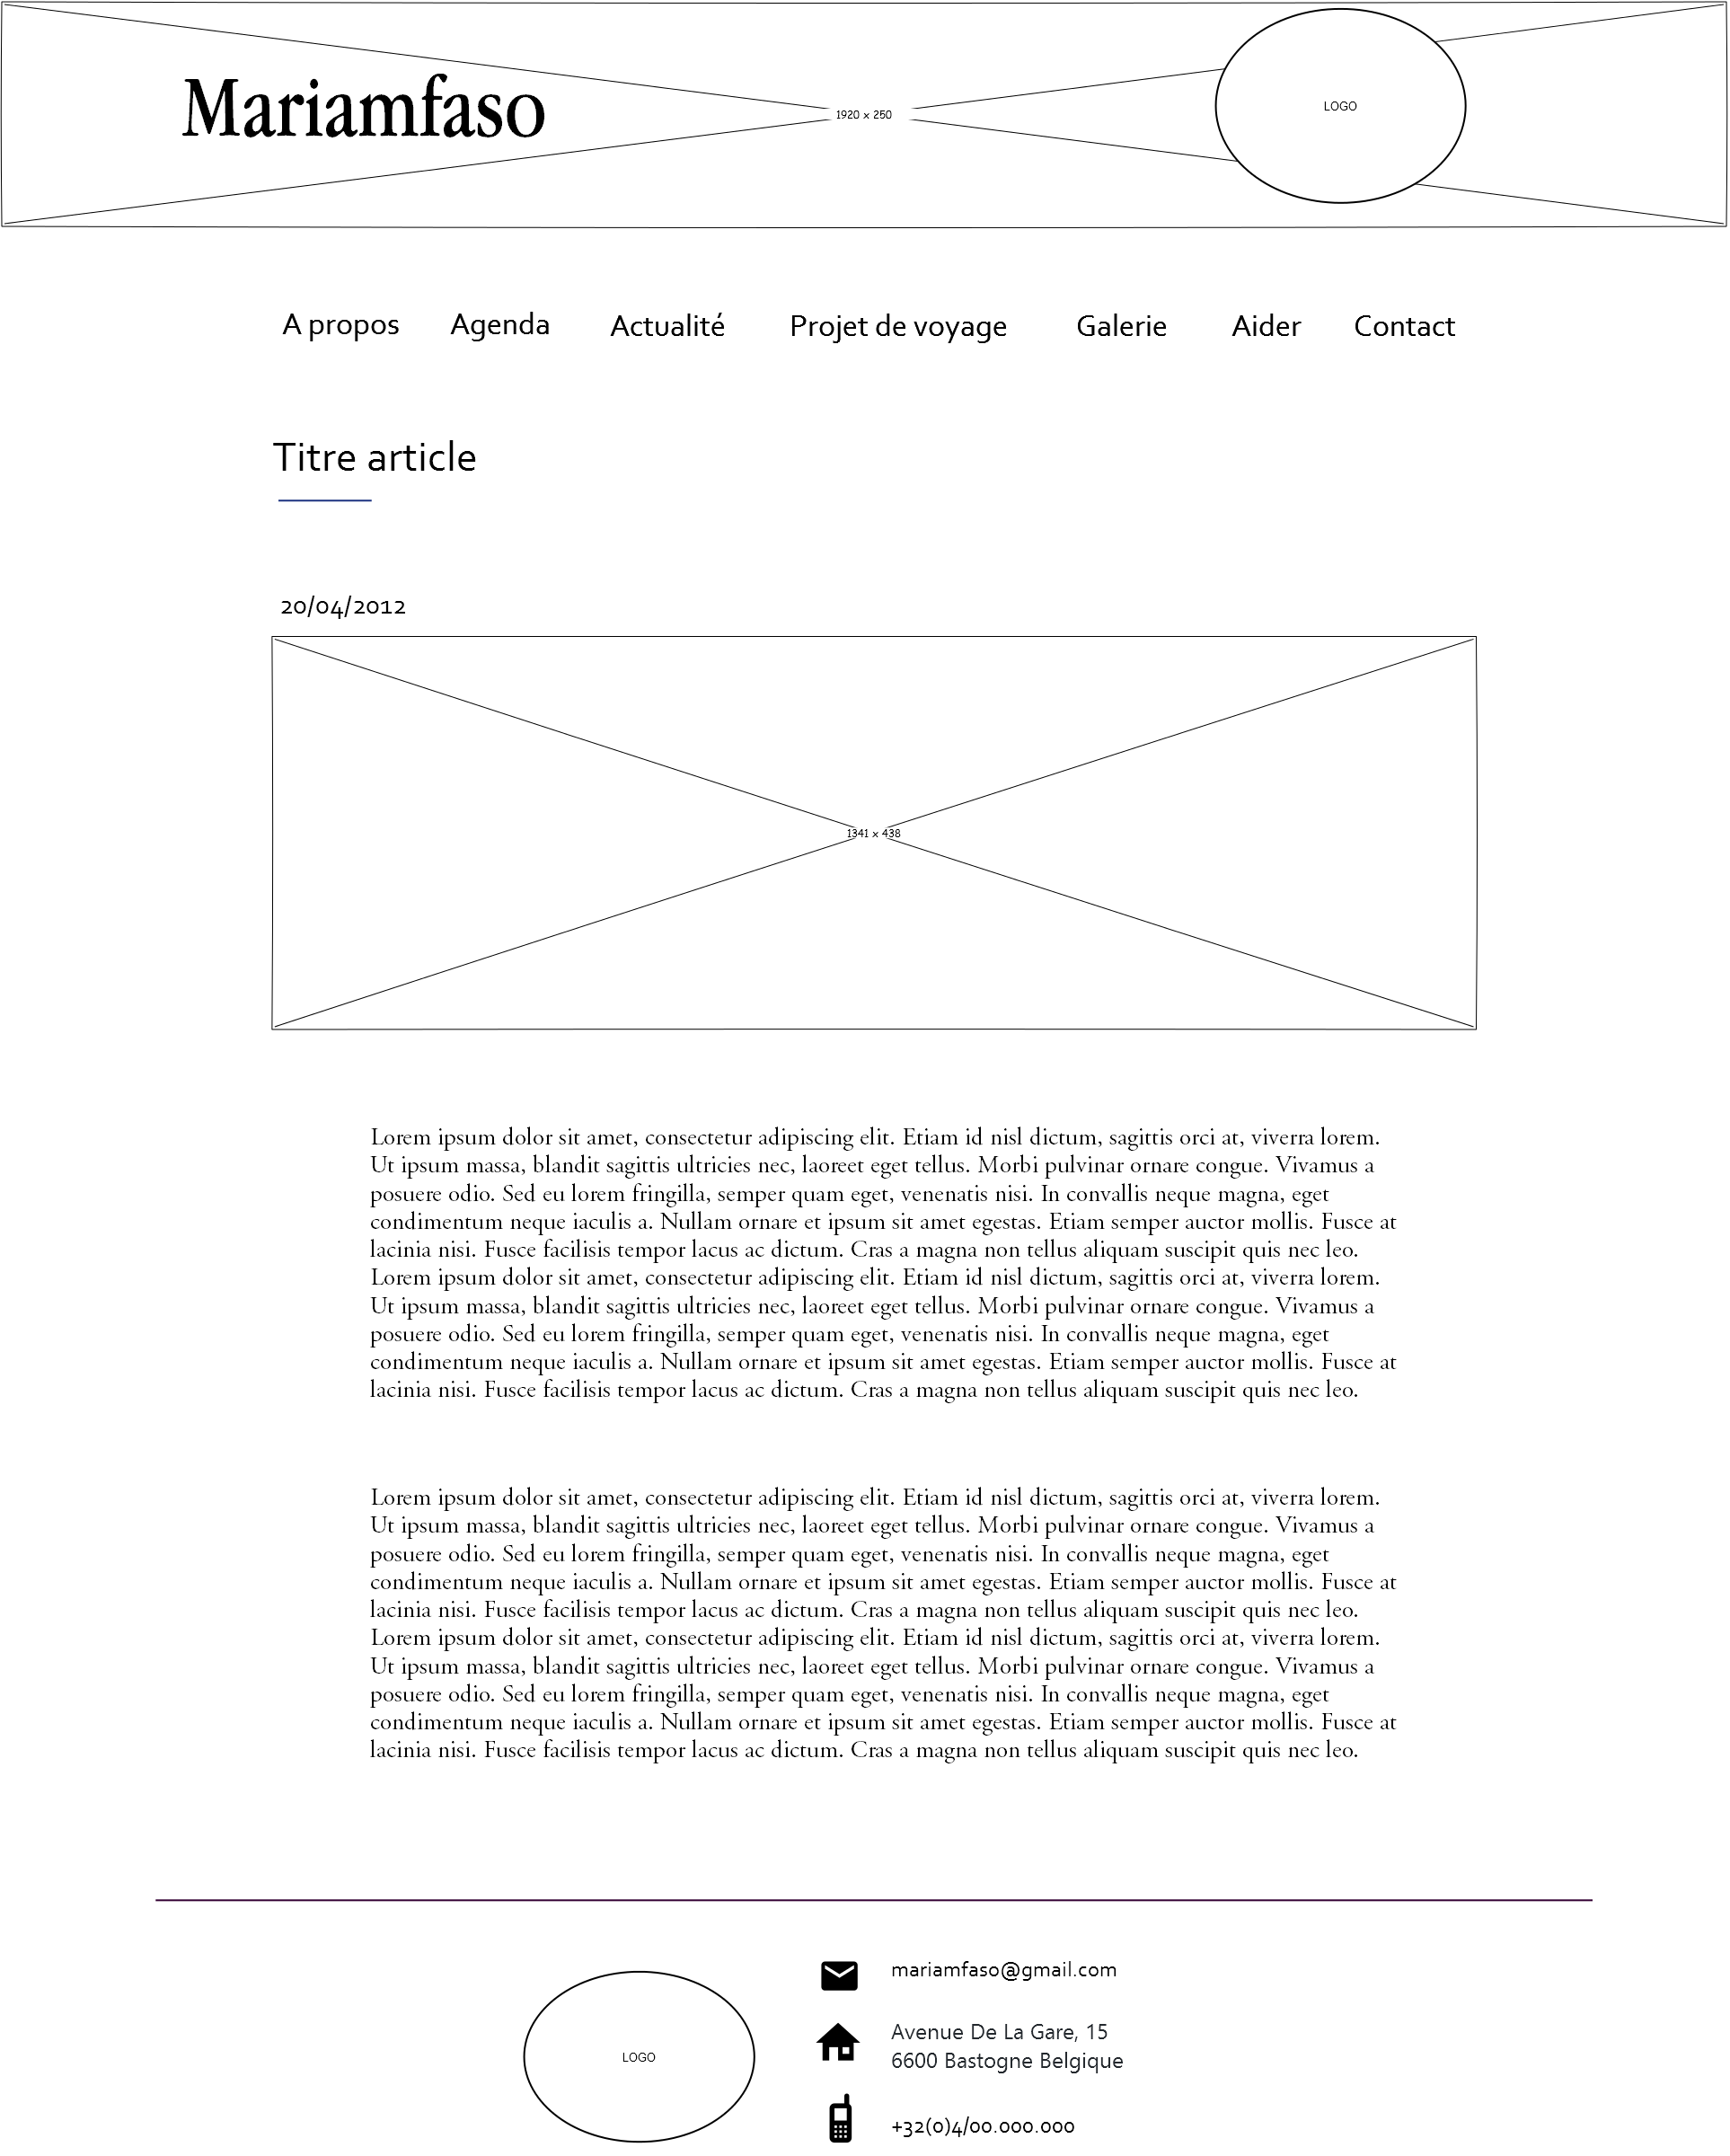 Mariamfaso
1920 x 250
LOGO
A propos Agenda Actualité Projet de voyage Galerie Aider Contact
Titre article
20/04/2012
1341 x 438
Lorem ipsum dolor sit amet, consectetur adipiscing elit. Etiam id nisl dictum, sagittis orci at, viverra lorem.
Ut ipsum massa, blandit sagittis ultricies nec, laoreet eget tellus. Morbi pulvinar ornare congue. Vivamus a
posuere odio. Sed eu lorem fringilla, semper quam eget, venenatis nisi. In convallis neque magna, eget
condimentum neque iaculis a. Nullam ornare et ipsum sit amet egestas. Etiam semper auctor mollis. Fusce at
lacinia nisi. Fusce facilisis tempor lacus ac dictum. Cras a magna non tellus aliquam suscipit quis nec leo.
Lorem ipsum dolor sit amet, consectetur adipiscing elit. Etiam id nisl dictum, sagittis orci at, viverra lorem.
Ut ipsum massa, blandit sagittis ultricies nec, laoreet eget tellus. Morbi pulvinar ornare congue. Vivamus a
posuere odio. Sed eu lorem fringilla, semper quam eget, venenatis nisi. In convallis neque magna, eget
condimentum neque iaculis a. Nullam ornare et ipsum sit amet egestas. Etiam semper auctor mollis. Fusce at
lacinia nisi. Fusce facilisis tempor lacus ac dictum. Cras a magna non tellus aliquam suscipit quis nec leo.
Lorem ipsum dolor sit amet, consectetur adipiscing elit. Etiam id nisl dictum, sagittis orci at, viverra lorem.
Ut ipsum massa, blandit sagittis ultricies nec, laoreet eget tellus. Morbi pulvinar ornare congue. Vivamus a
posuere odio. Sed eu lorem fringilla, semper quam eget, venenatis nisi. In convallis neque magna, eget
condimentum neque iaculis a. Nullam ornare et ipsum sit amet egestas. Etiam semper auctor mollis. Fusce at
lacinia nisi. Fusce facilisis tempor lacus ac dictum. Cras a magna non tellus aliquam suscipit quis nec leo.
Lorem ipsum dolor sit amet, consectetur adipiscing elit. Etiam id nisl dictum, sagittis orci at, viverra lorem.
Ut ipsum massa, blandit sagittis ultricies nec, laoreet eget tellus. Morbi pulvinar ornare congue. Vivamus a
posuere odio. Sed eu lorem fringilla, semper quam eget, venenatis nisi. In convallis neque magna, eget
condimentum neque iaculis a. Nullam ornare et ipsum sit amet egestas. Etiam semper auctor mollis. Fusce at
lacinia nisi. Fusce facilisis tempor lacus ac dictum. Cras a magna non tellus aliquam suscipit quis nec leo.
LOGO
mariamfaso@gmail.com
Avenue De La Gare, 15
6600 Bastogne Belgique
+32(0)4/00.000.000